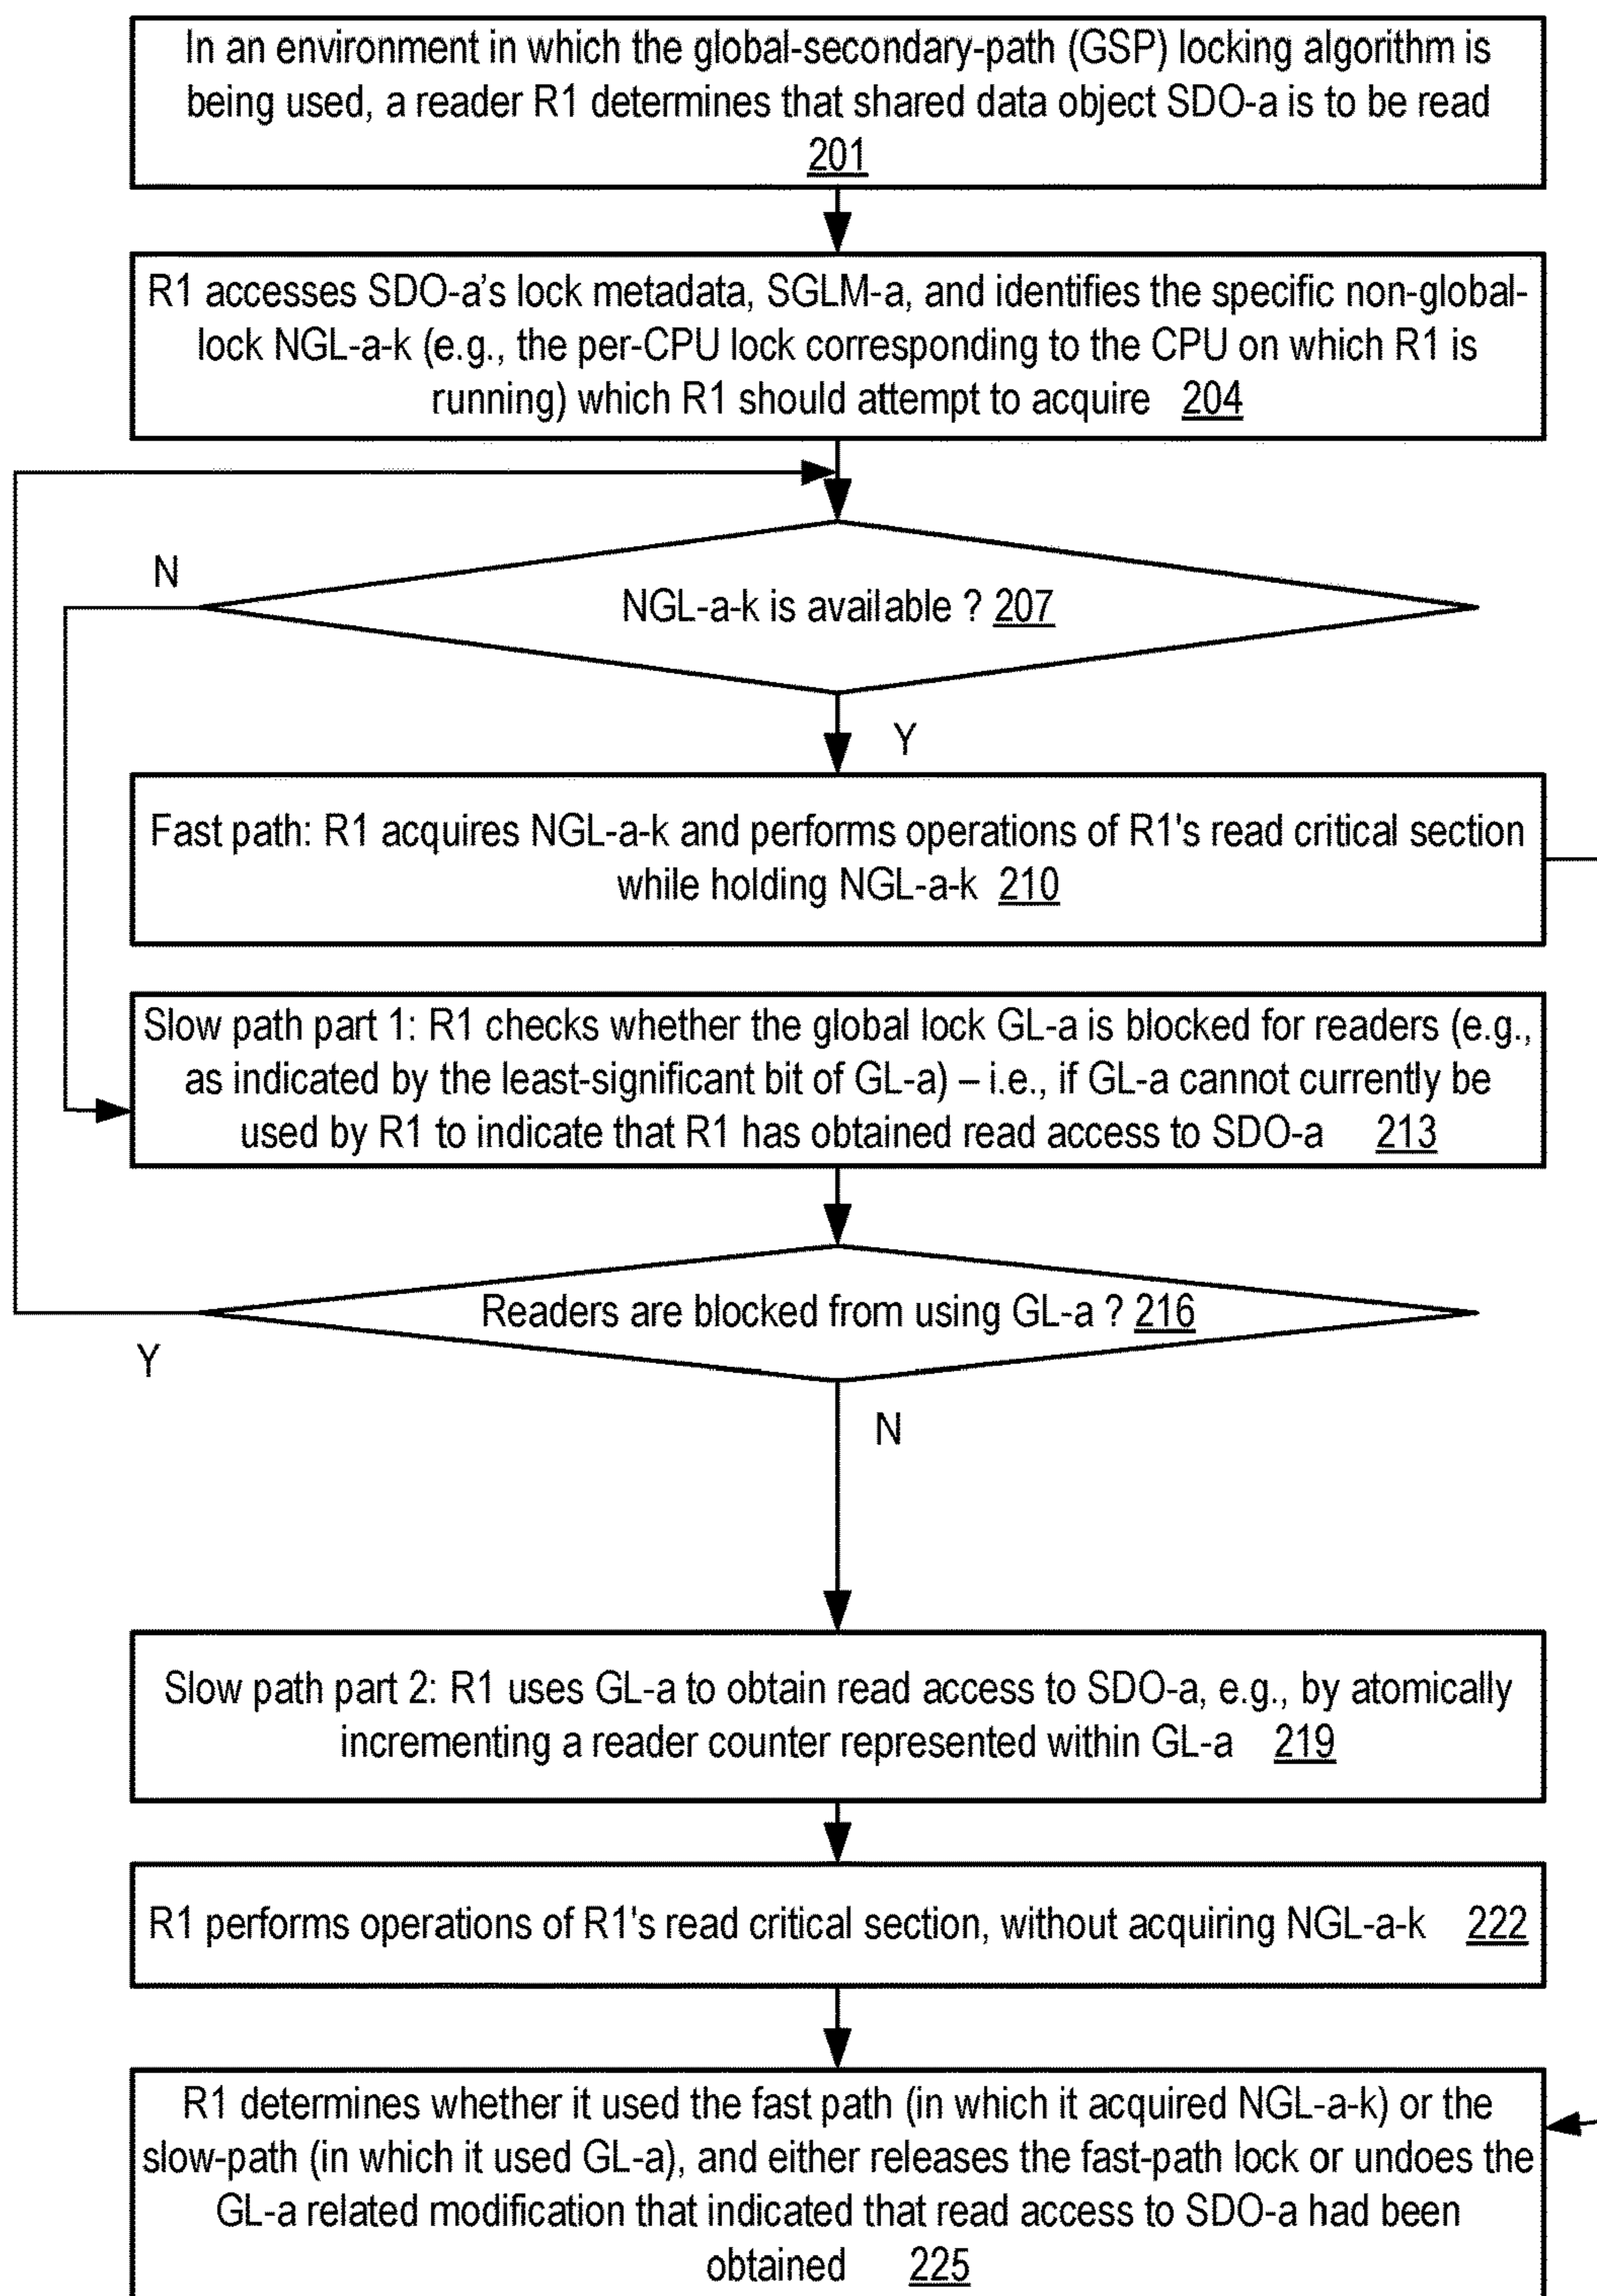 In an environment in which the global-secondary-path (GSP) locking algorithm is
being used, a reader R1 determines that shared data object SDO-a is to be read
201
R1 accesses SDO-a's lock metadata, SGLM-a, and identifies the specific non-global-
lock NGL-a-k (e.g., the per-CPU lock corresponding to the CPU on which R1 is
running) which R1 should attempt to acquire 204
N
NGL-a-k is available ? 207
Y
Fast path: R1 acquires NGL-a-k and performs operations of R1's read critical section
while holding NGL-a-k 210
Slow path part 1: R1 checks whether the global lock GL-a is blocked for readers (e.g.,
as indicated by the least-significant bit of GL-a) – i.e., if GL-a cannot currently be
used by R1 to indicate that R1 has obtained read access to SDO-a 213
Readers are blocked from using GL-a ? 216
Y
N
Slow path part 2: R1 uses GL-a to obtain read access to SDO-a, e.g., by atomically
incrementing a reader counter represented within GL-a 219
R1 performs operations of R1's read critical section, without acquiring NGL-a-k 222
R1 determines whether it used the fast path (in which it acquired NGL-a-k) or the
slow-path (in which it used GL-a), and either releases the fast-path lock or undoes the
GL-a related modification that indicated that read access to SDO-a had been
obtained 225